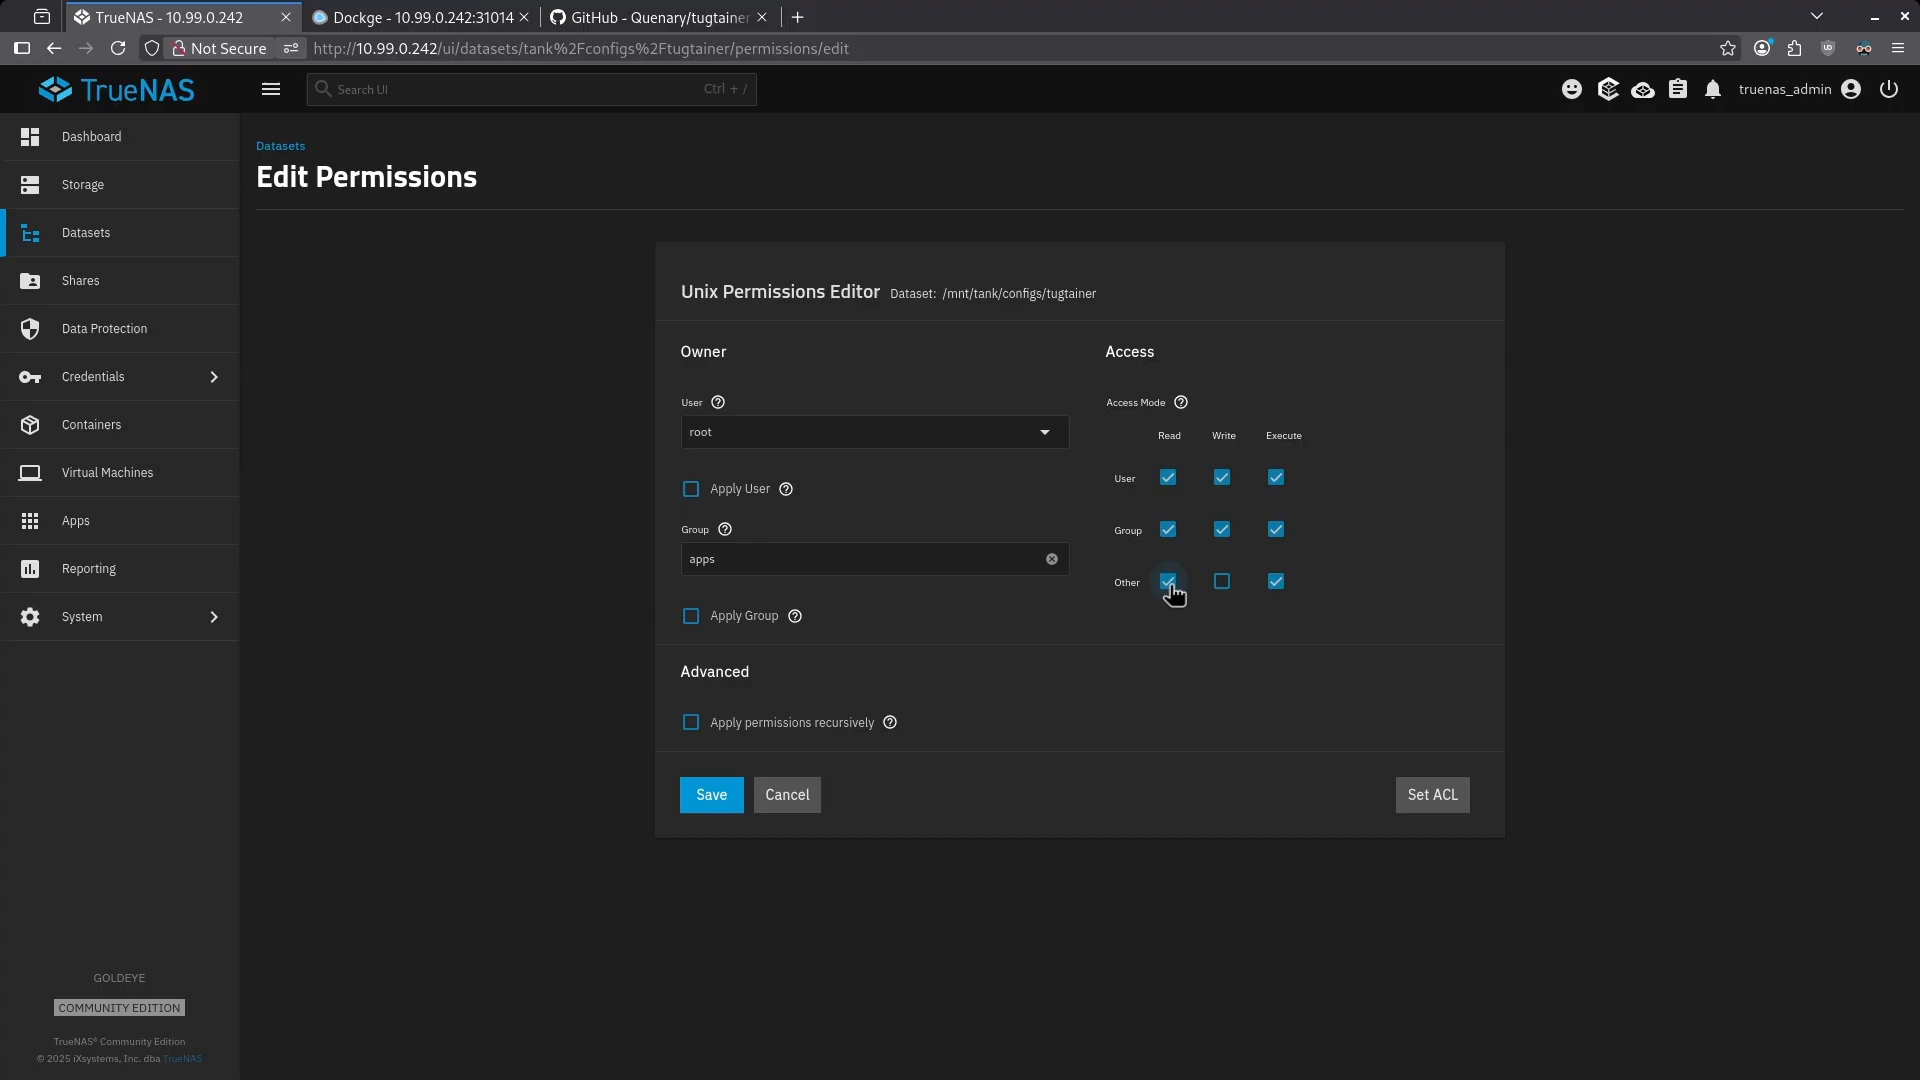 TrueNAS - 10.99.0.242
Dockge - 10.99.0.242:31014
GitHub - Quenary/tugtainer
Not Secure
http://10.99.0.242/ui/datasets/tank%2Fconfigs%2Ftugtainer/permissions/edit
TrueNAS
Search UI
Ctrl + /
truenas_admin
Dashboard
Storage
Datasets
Shares
Data Protection
Credentials
Containers
Virtual Machines
Apps
Reporting
System
GOLDEYE
COMMUNITY EDITION
TrueNAS® Community Edition
© 2025 iXsystems, Inc. dba TrueNAS
Datasets
Edit Permissions
Unix Permissions Editor Dataset: /mnt/tank/configs/tugtainer
Owner
User
root
Apply User
Group
apps
Apply Group
Access
Access Mode
Read Write Execute
User
Group
Other
Advanced
Apply permissions recursively
Save
Cancel
Set ACL